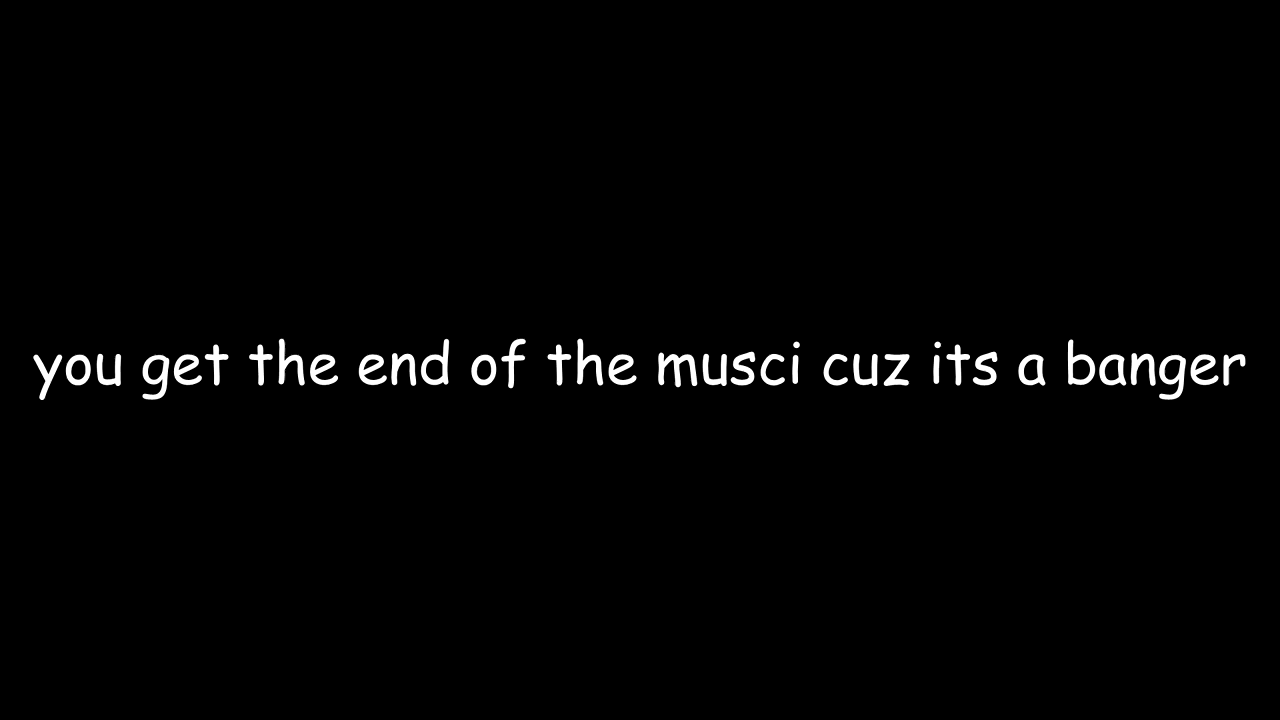 you get the end of the musci cuz its a banger